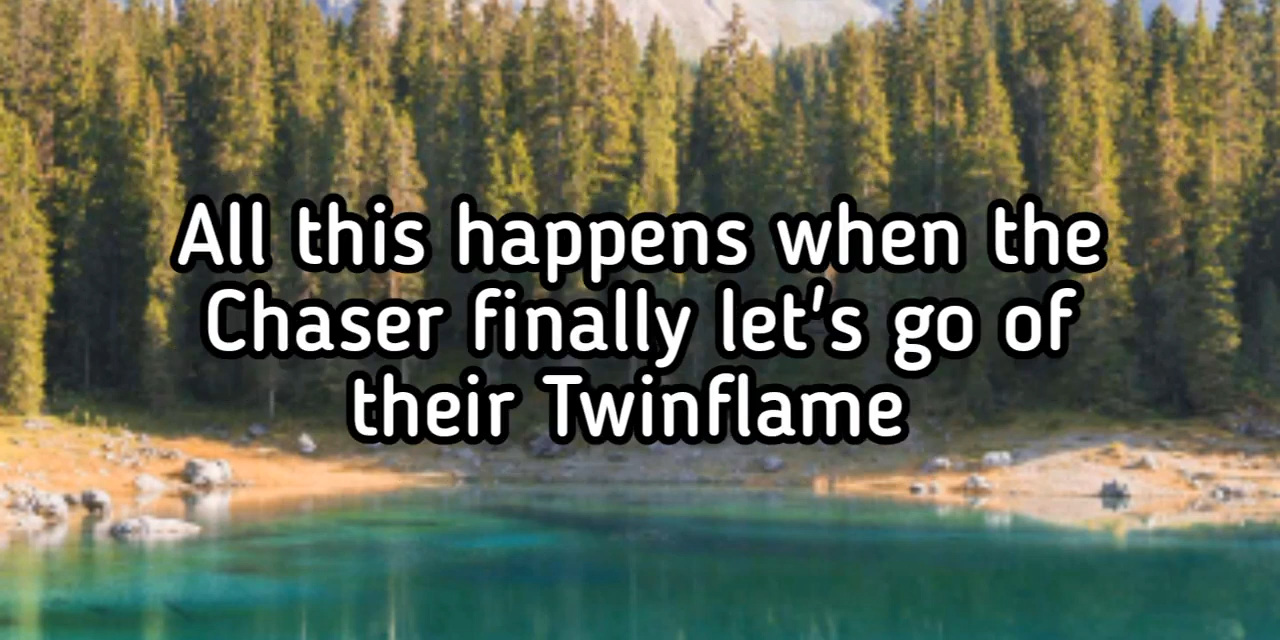 All this happens when the
Chaser finally let's go of
their Twinflame